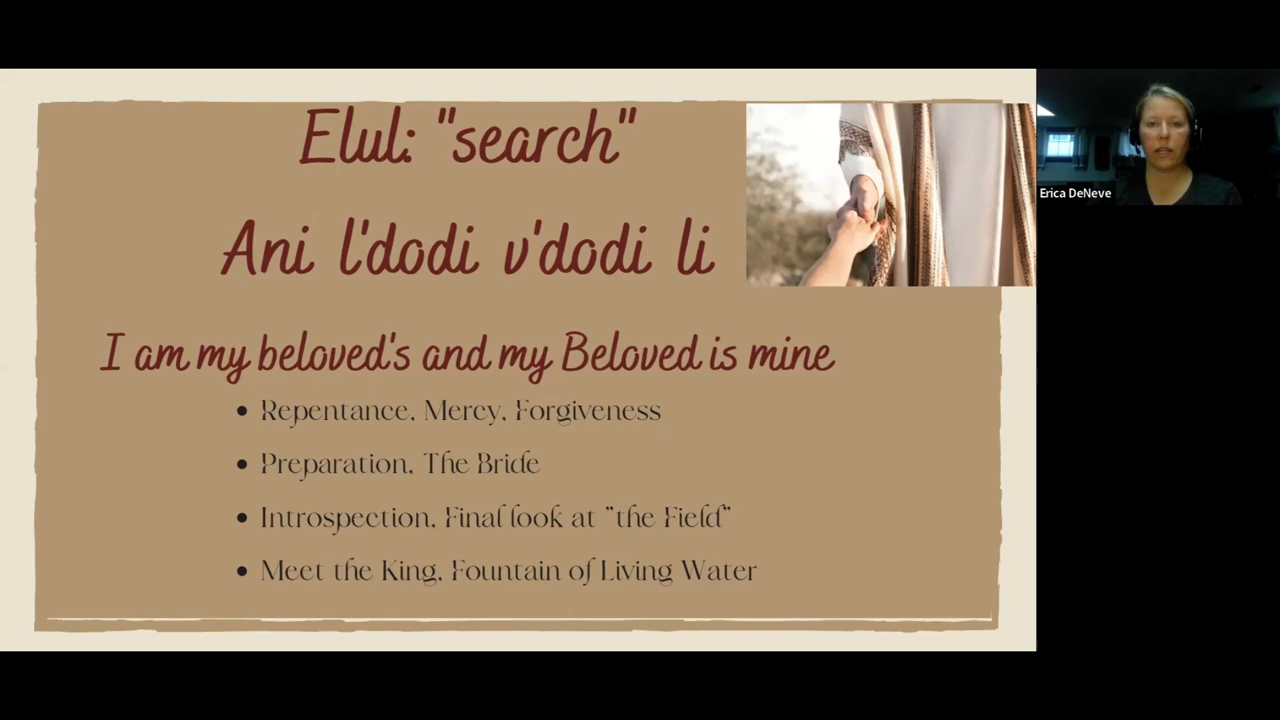 Elul: "search"
Ani l'dodi v'dodi li
I am my beloved's and my Beloved is mine
• Repentance, Mercy, Forgiveness
• Preparation, The Bride
• Introspection, Final look at "the Field"
• Meet the King, Fountain of Living Water
Erica DeNeve